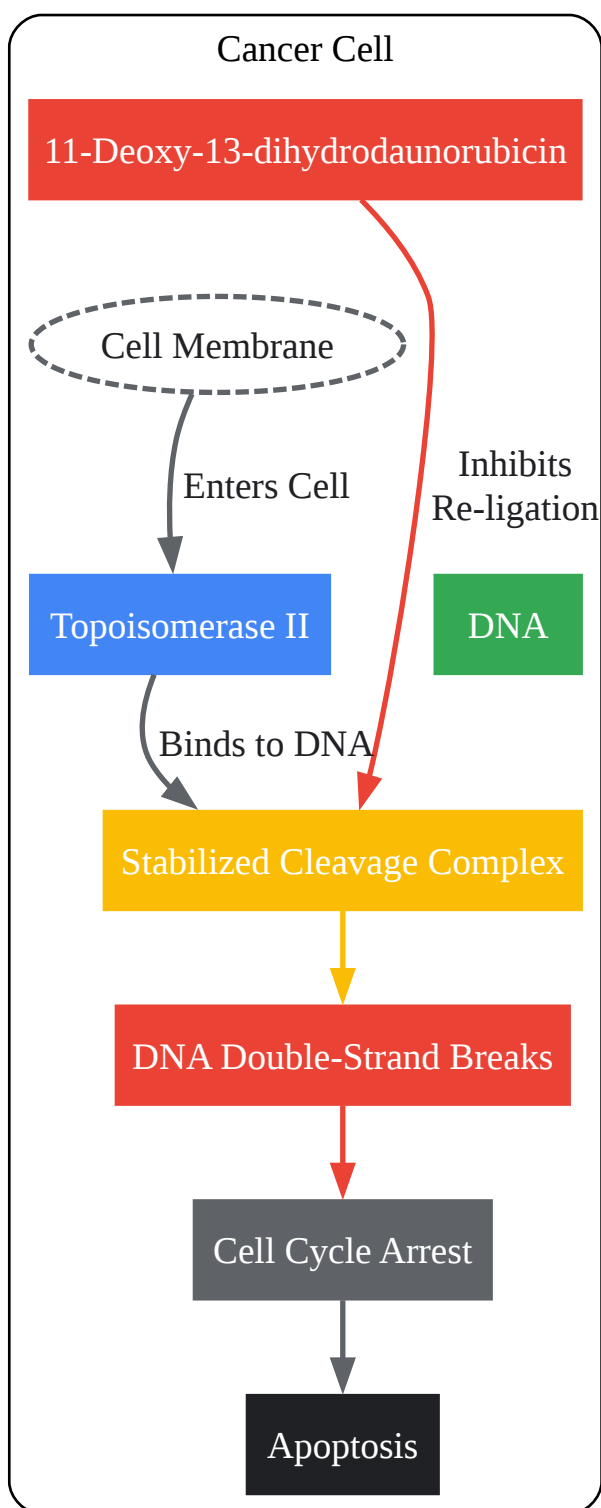 Cancer Cell
11-Deoxy-13-dihydrodaunorubicin
Cell Membrane
Enters Cell
Inhibits
Re-ligation
Topoisomerase II
DNA
Binds to DNA
Stabilized Cleavage Complex
DNA Double-Strand Breaks
Cell Cycle Arrest
Apoptosis